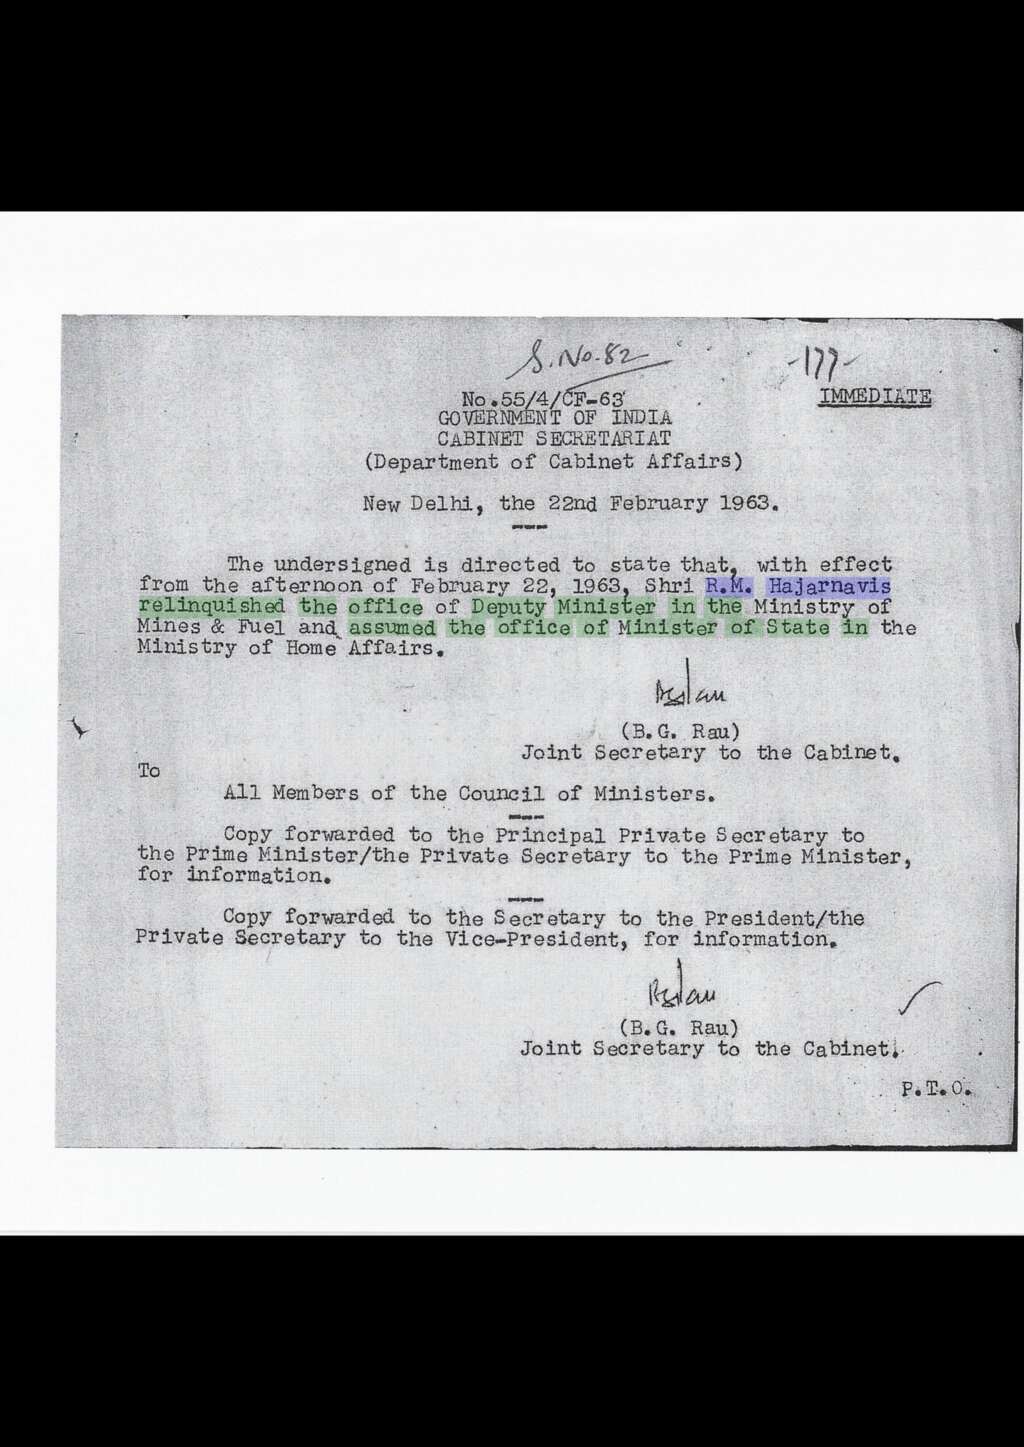 S. No. 82
-177-
No.55/4/CF-63
IMMEDIATE
GOVERNMENT OF INDIA
CABINET SECRETARIAT
(Department of Cabinet Affairs)
New Delhi, the 22nd February 1963.
The undersigned is directed to state that, with effect
from the afternoon of February 22, 1963, Shri R.M. Hajarnavis
relinquished the office of Deputy Minister in the Ministry of
Mines & Fuel and assumed the office of Minister of State in the
Ministry of Home Affairs.
(B.G. Rau)
Joint Secretary to the Cabinet.
To
All Members of the Council of Ministers.
Copy forwarded to the Principal Private Secretary to
the Prime Minister/the Private Secretary to the Prime Minister,
for information.
Copy forwarded to the Secretary to the President/the
Private Secretary to the Vice-President, for information.
(B.G. Rau)
Joint Secretary to the Cabinet.
P.T.O.